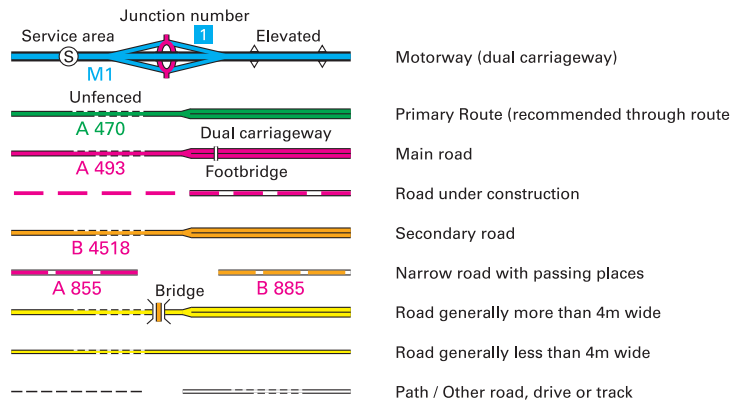 Junction number
Service area
1
Elevated
S
M1
Motorway (dual carriageway)
Unfenced
A 470
Primary Route (recommended through route
Dual carriageway
A 493
Footbridge
Main road
Road under construction
B 4518
Secondary road
A 855
B 885
Narrow road with passing places
Bridge
Road generally more than 4m wide
Road generally less than 4m wide
Path / Other road, drive or track